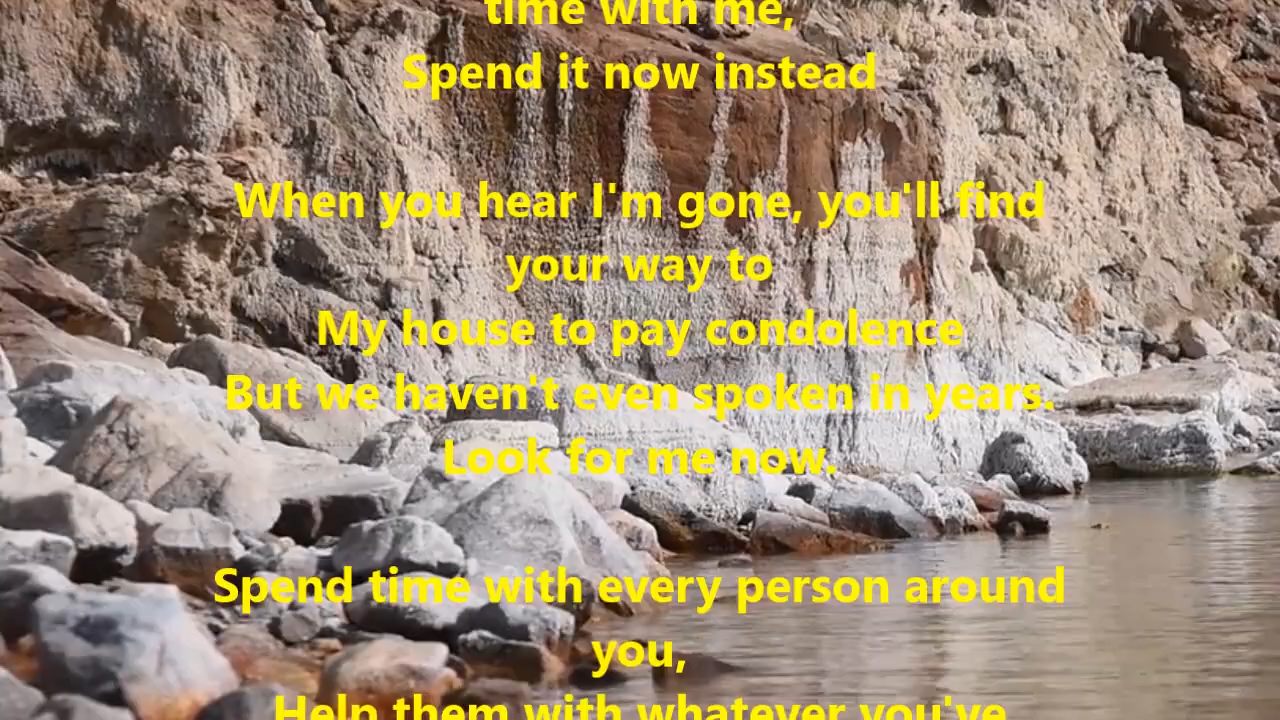 time with me,
Spend it now instead
When you hear I'm gone, you'll find
your way to
My house to pay condolence
But we haven't even spoken in years.
Look for me now.
Spend time with every person around
you,
Help them with whatever you've